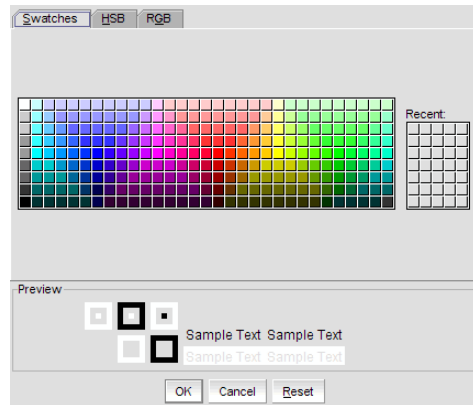 Swatches HSB RGB
Recent:
Preview
Sample Text Sample Text
Sample Text Sample Text
OK Cancel Reset